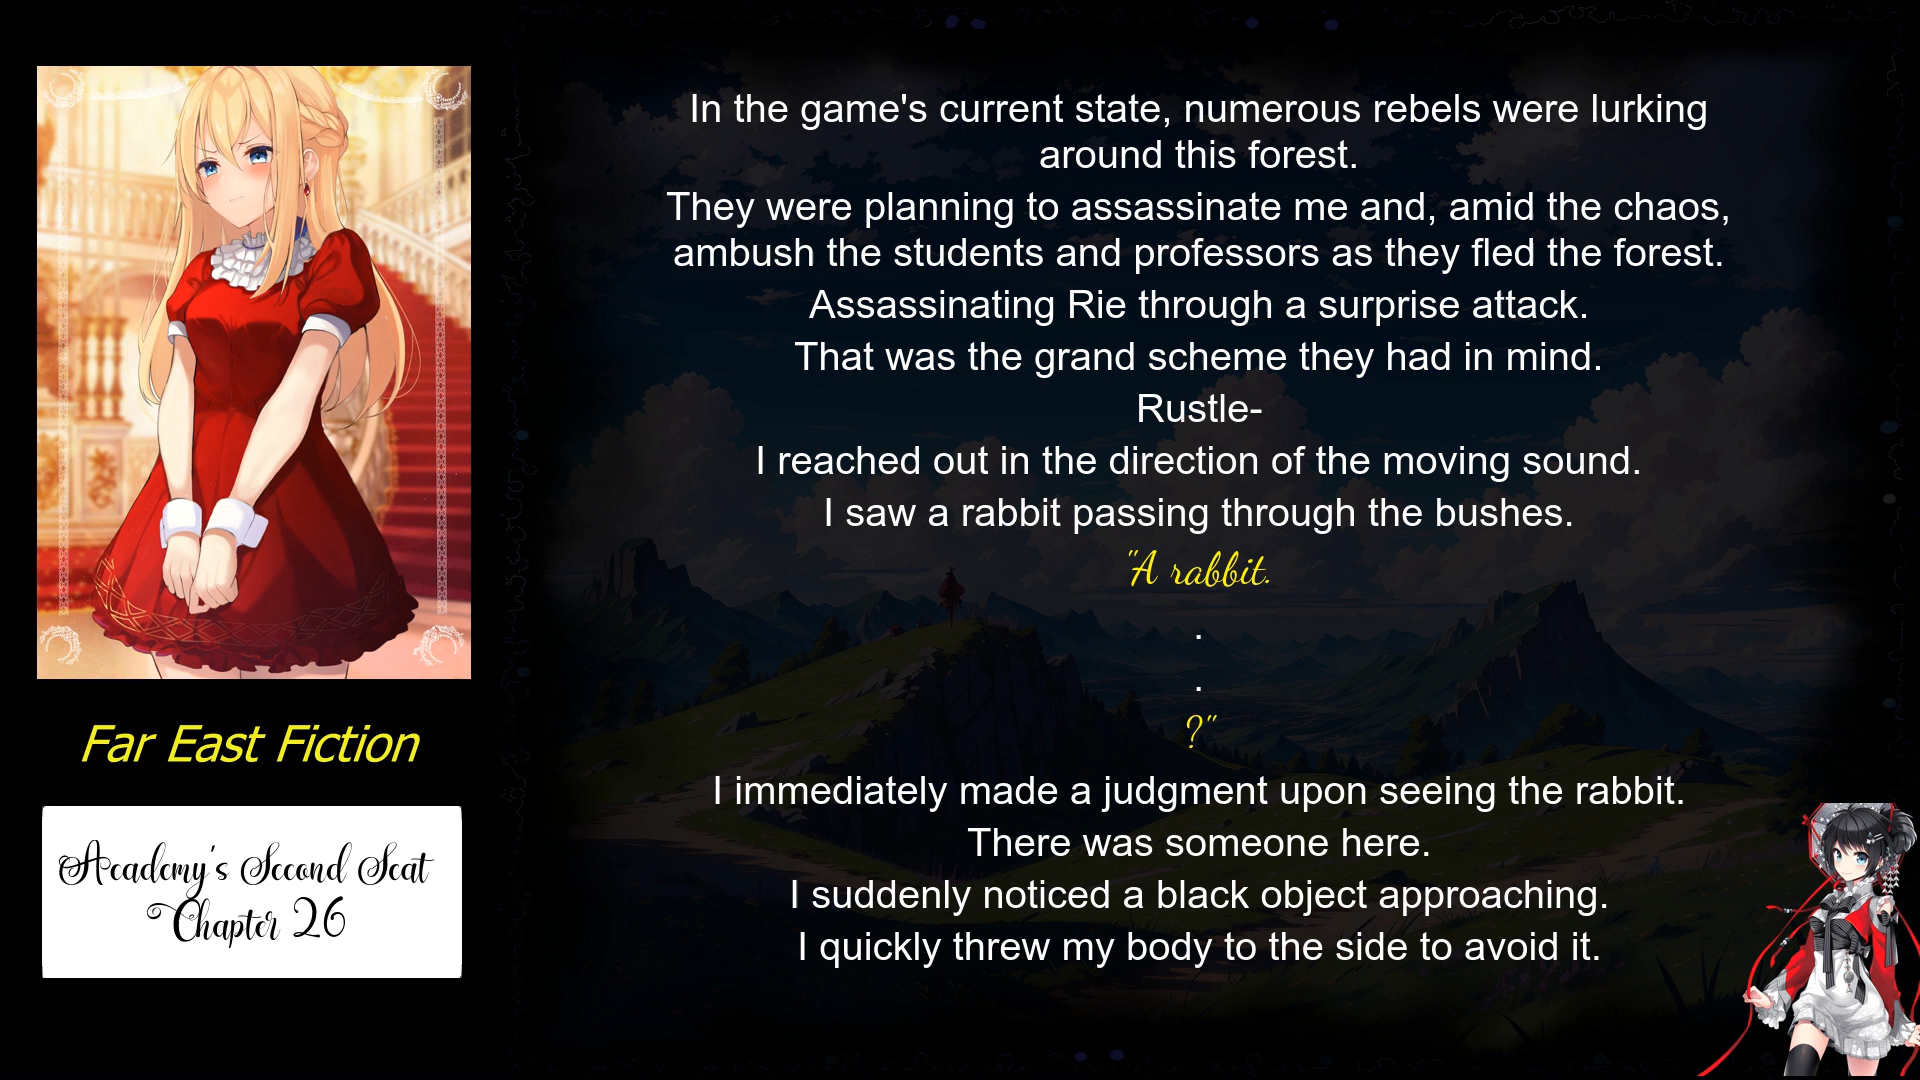 In the game's current state, numerous rebels were lurking
around this forest.
They were planning to assassinate me and, amid the chaos,
ambush the students and professors as they fled the forest.
Assassinating Rie through a surprise attack.
That was the grand scheme they had in mind.
Rustle-
I reached out in the direction of the moving sound.
I saw a rabbit passing through the bushes.
"A rabbit.
.
.
?"
I immediately made a judgment upon seeing the rabbit.
There was someone here.
I suddenly noticed a black object approaching.
I quickly threw my body to the side to avoid it.
Far East Fiction
Academy's Second Seat
Chapter 26